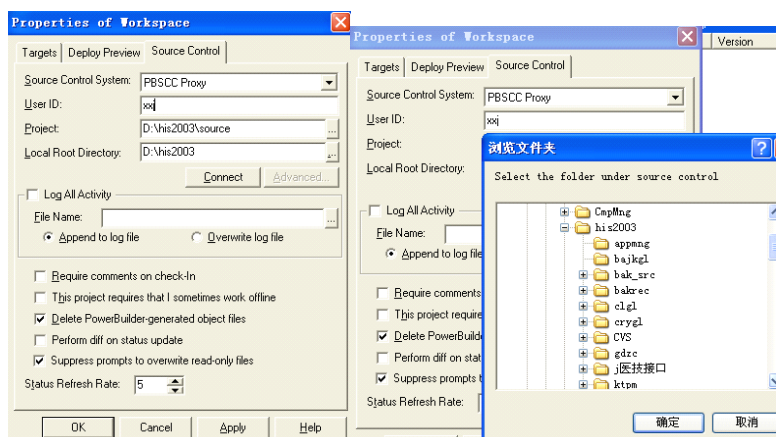 Properties of Workspace
Targets
Deploy Preview
Source Control
Source Control System:
PBSCC Proxy
User ID:
xxj
Project:
D:\his2003\source
...
Local Root Directory:
D:\his2003
...
Connect
Advanced...
Log All Activity
File Name:
...
Append to log file
Overwrite log file
Require comments on check-In
This project requires that I sometimes work offline
Delete PowerBuilder-generated object files
Perform diff on status update
Suppress prompts to overwrite read-only files
Status Refresh Rate:
5
OK
Cancel
Apply
Help
Properties of Workspace
Targets
Deploy Preview
Source Control
Source Control System:
PBSCC Proxy
User ID:
xxj
Project:
Local Root Directory:
Log All Activity
File Name:
Append to log file
Require comments
This project require
Delete PowerBuild
Perform diff on stat
Suppress prompts t
Status Refresh Rate:
Version
浏览文件夹
Select the folder under source control
CmpMng
his2003
appmng
bajkgl
bak_src
bakrec
clgl
crygl
CVS
gdzc
j医技接口
ktpm
确定
取消